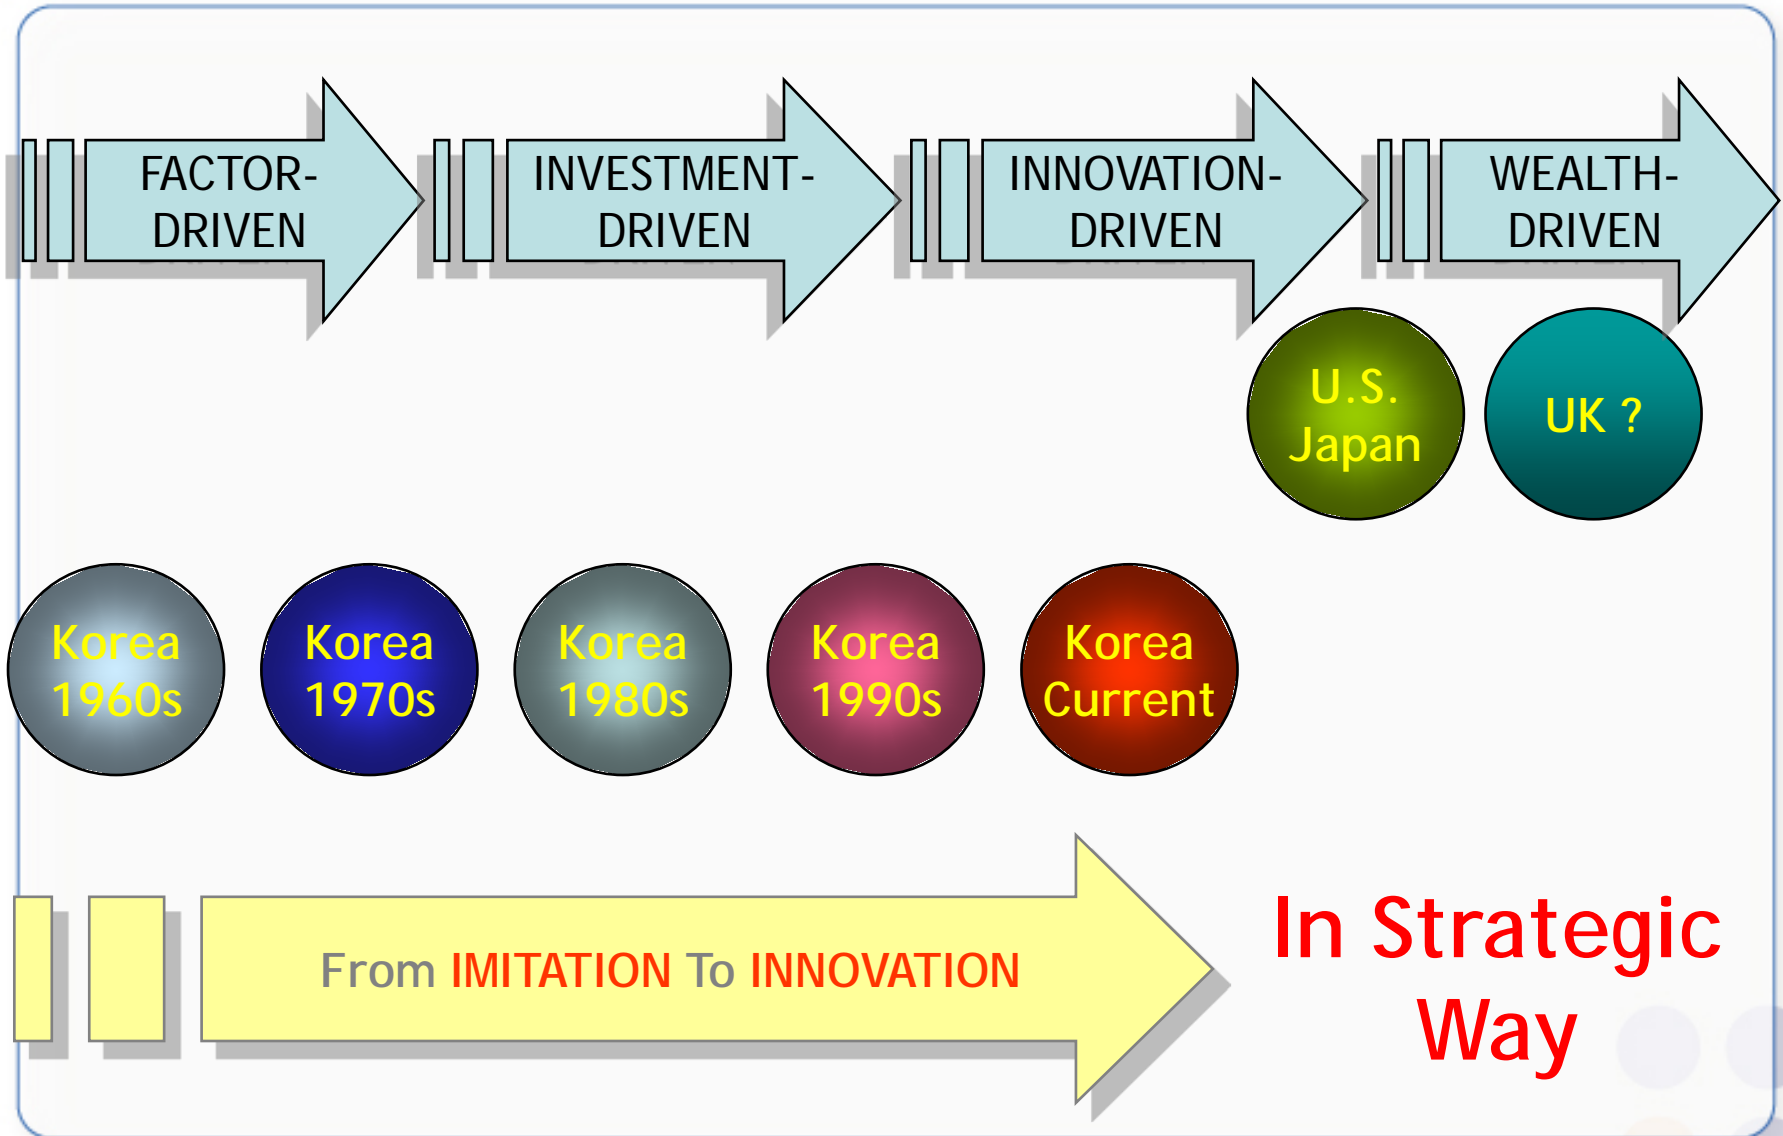 FACTOR-
DRIVEN
INVESTMENT-
DRIVEN
INNOVATION-
DRIVEN
WEALTH-
DRIVEN
U.S.
Japan
UK ?
Korea
1960s
Korea
1970s
Korea
1980s
Korea
1990s
Korea
Current
From IMITATION To INNOVATION
In Strategic
Way